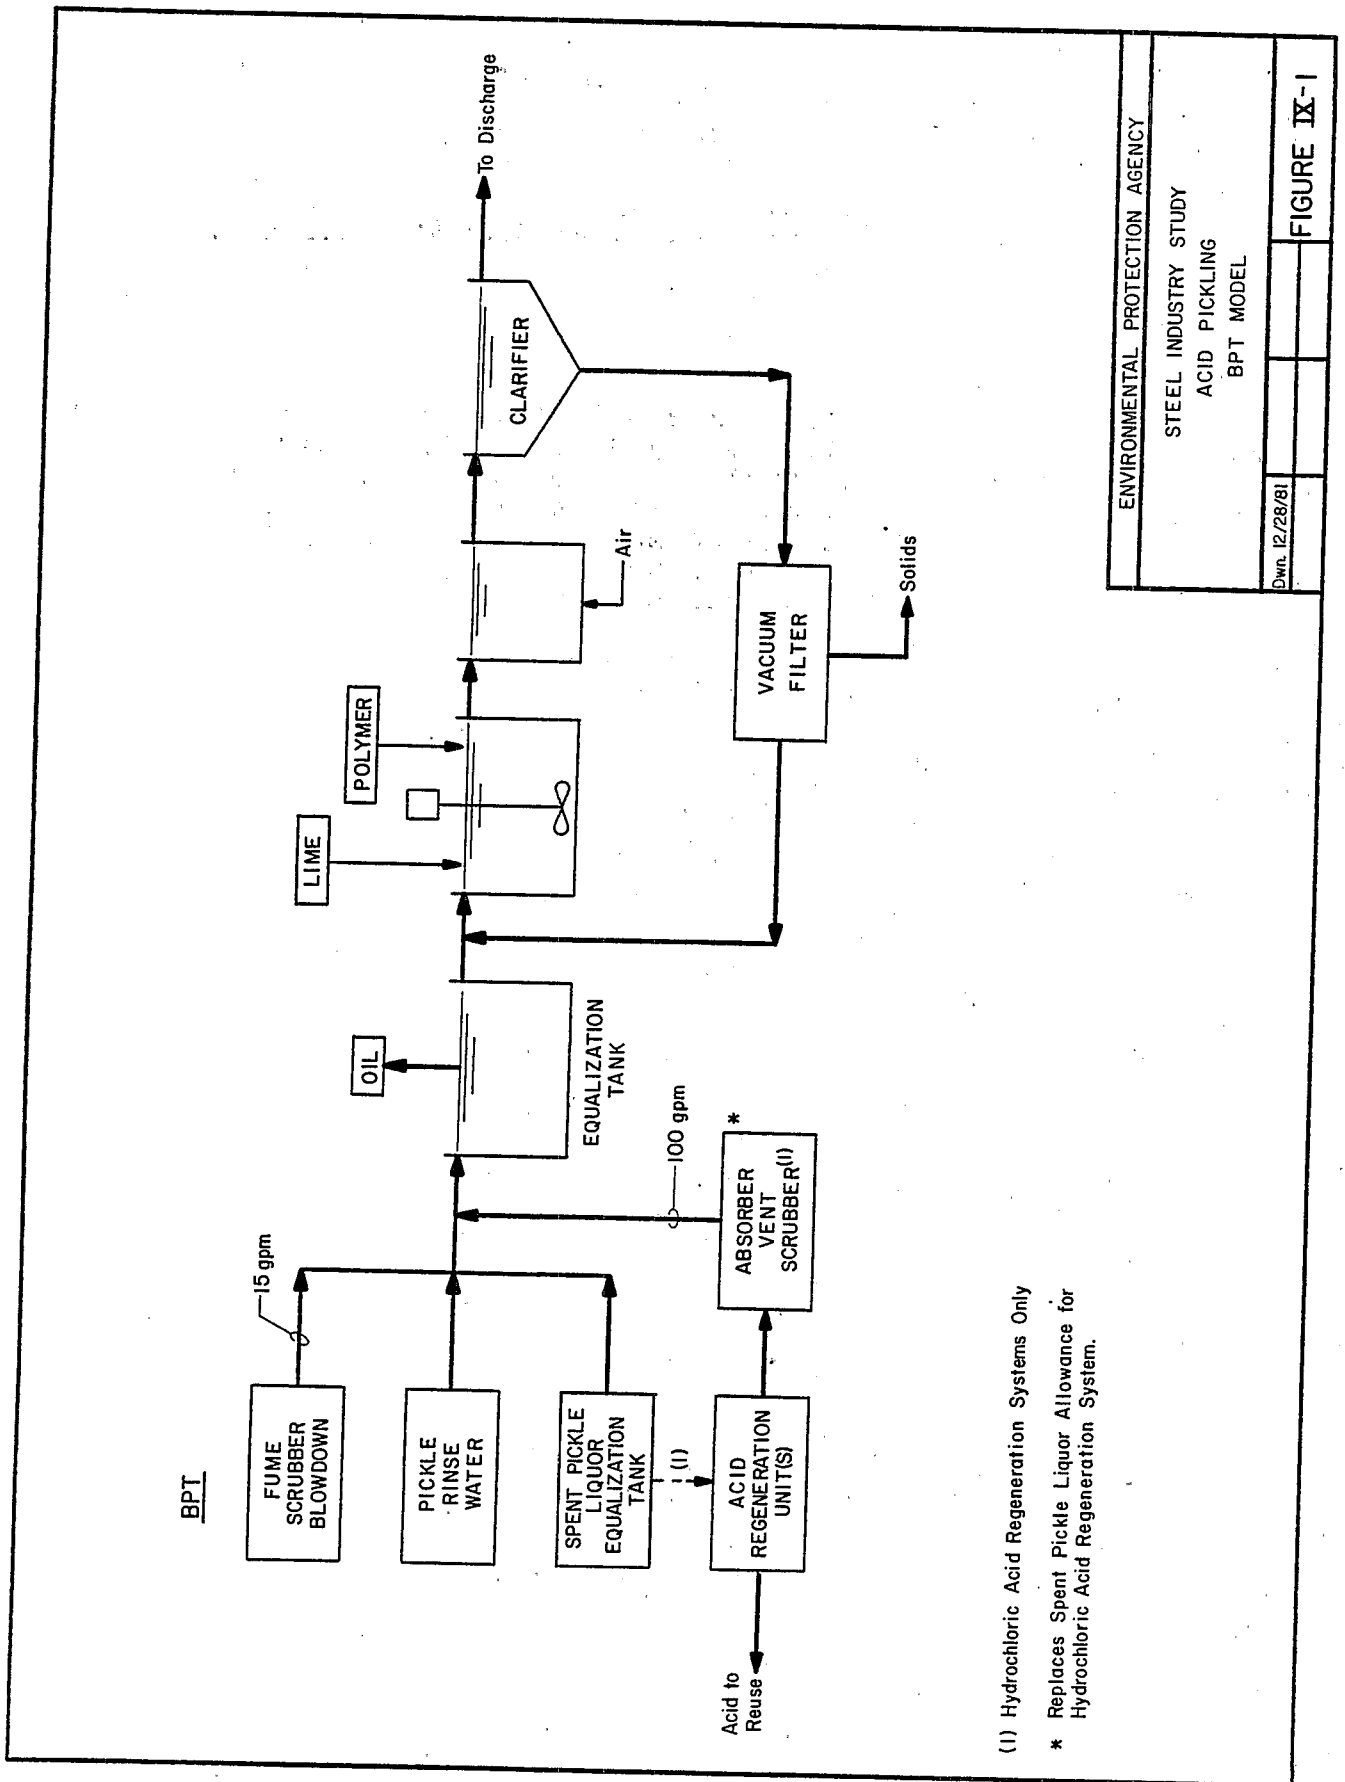 BPT
FUME
SCRUBBER
BLOWDOWN
15 gpm
PICKLE
RINSE
WATER
SPENT PICKLE
LIQUOR
EQUALIZATION
TANK
(1)
ACID
REGENERATION
UNIT(S)
Acid to
Reuse
ABSORBER
VENT
SCRUBBER(1)
*
100 gpm
OIL
EQUALIZATION
TANK
LIME
POLYMER
Air
CLARIFIER
To Discharge
VACUUM
FILTER
Solids
(1) Hydrochloric Acid Regeneration Systems Only
* Replaces Spent Pickle Liquor Allowance for
Hydrochloric Acid Regeneration System.
ENVIRONMENTAL PROTECTION AGENCY
STEEL INDUSTRY STUDY
ACID PICKLING
BPT MODEL
Dwn. 12/28/81
FIGURE IX-1